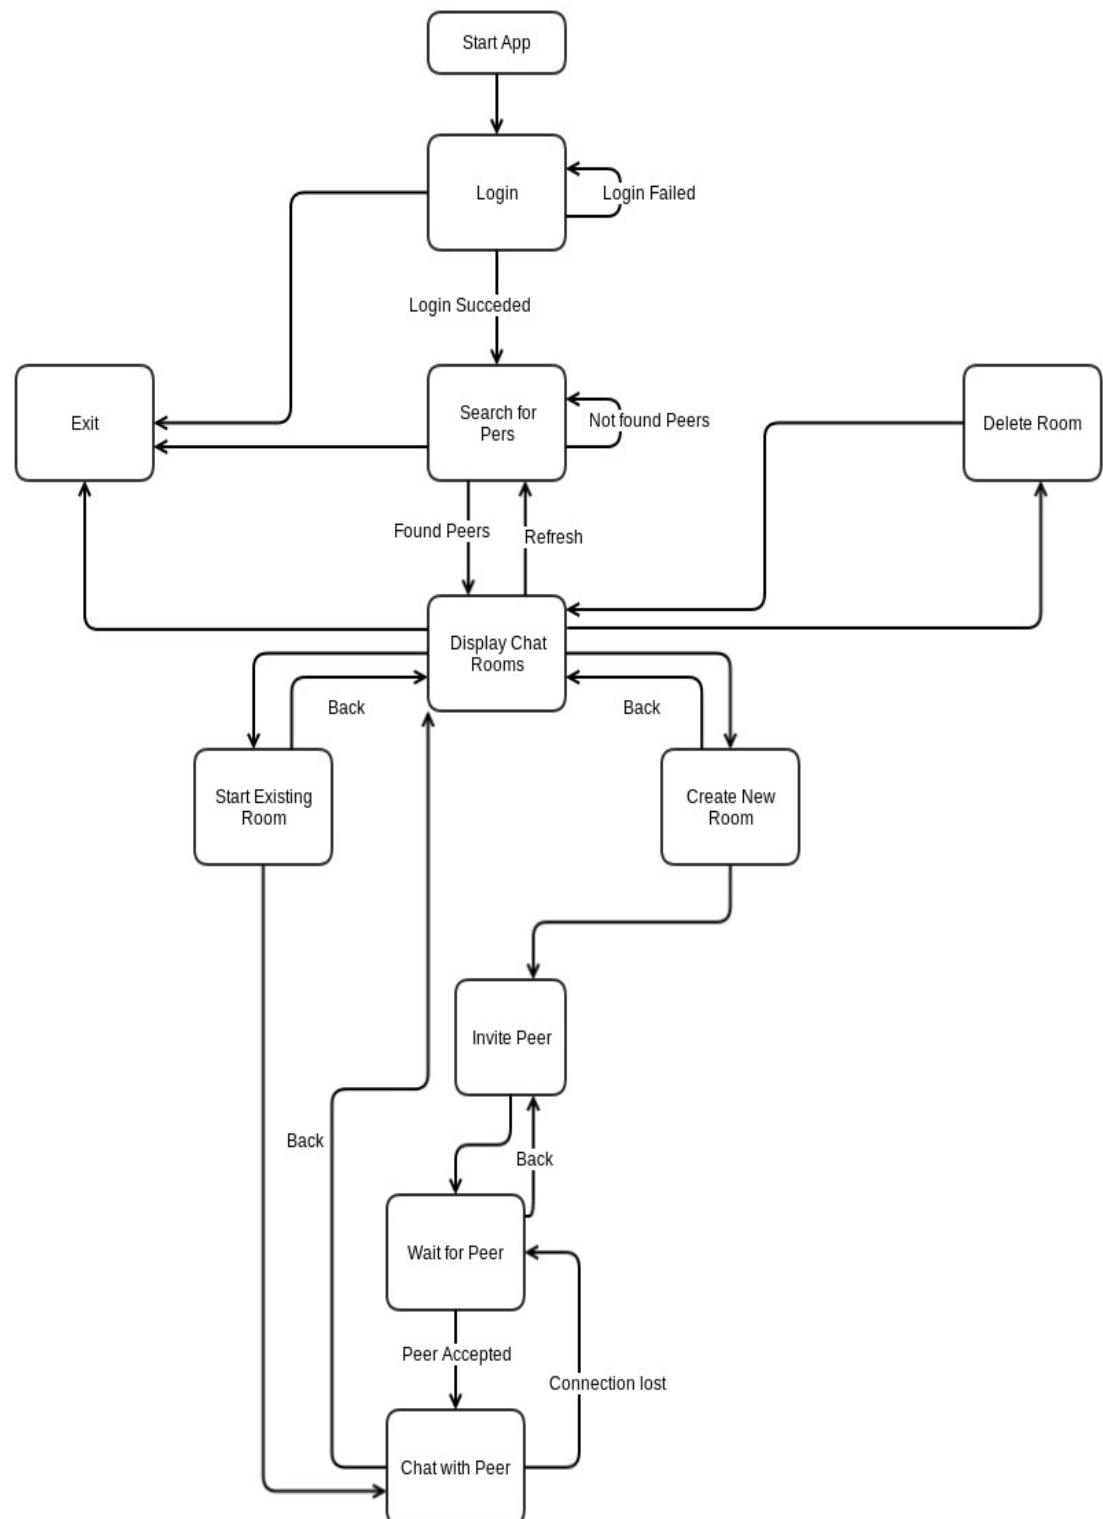 Start App
Login
Login Failed
Login Succeded
Exit
Search for
Pers
Not found Peers
Delete Room
Found Peers
Refresh
Display Chat
Rooms
Back
Back
Start Existing
Room
Create New
Room
Invite Peer
Back
Back
Wait for Peer
Peer Accepted
Connection lost
Chat with Peer